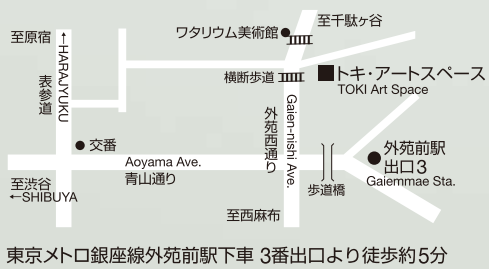 至千駄ヶ谷
ワタリウム美術館
至原宿
←HARAJYUKU
表参道
横断歩道
トキ・アートスペース
TOKI Art Space
外苑西通り
Gaien-nishi Ave.
交番
外苑前駅
出口3
Gaiemmae Sta.
Aoyama Ave.
青山通り
歩道橋
至渋谷
←SHIBUYA
至西麻布
東京メトロ銀座線外苑前駅下車 3番出口より徒歩約5分